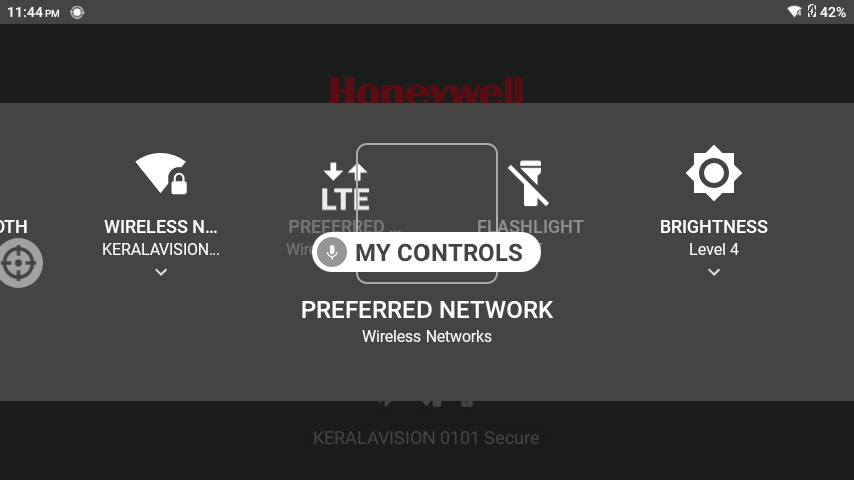 11:44 PM
42%
Honeywell
OTH
WIRELESS N...
PREFERRED ...
FLASHLIGHT
BRIGHTNESS
LTE
KERALAVISION...
Level 4
MY CONTROLS
PREFERRED NETWORK
Wireless Networks
KERALAVISION 0101 Secure